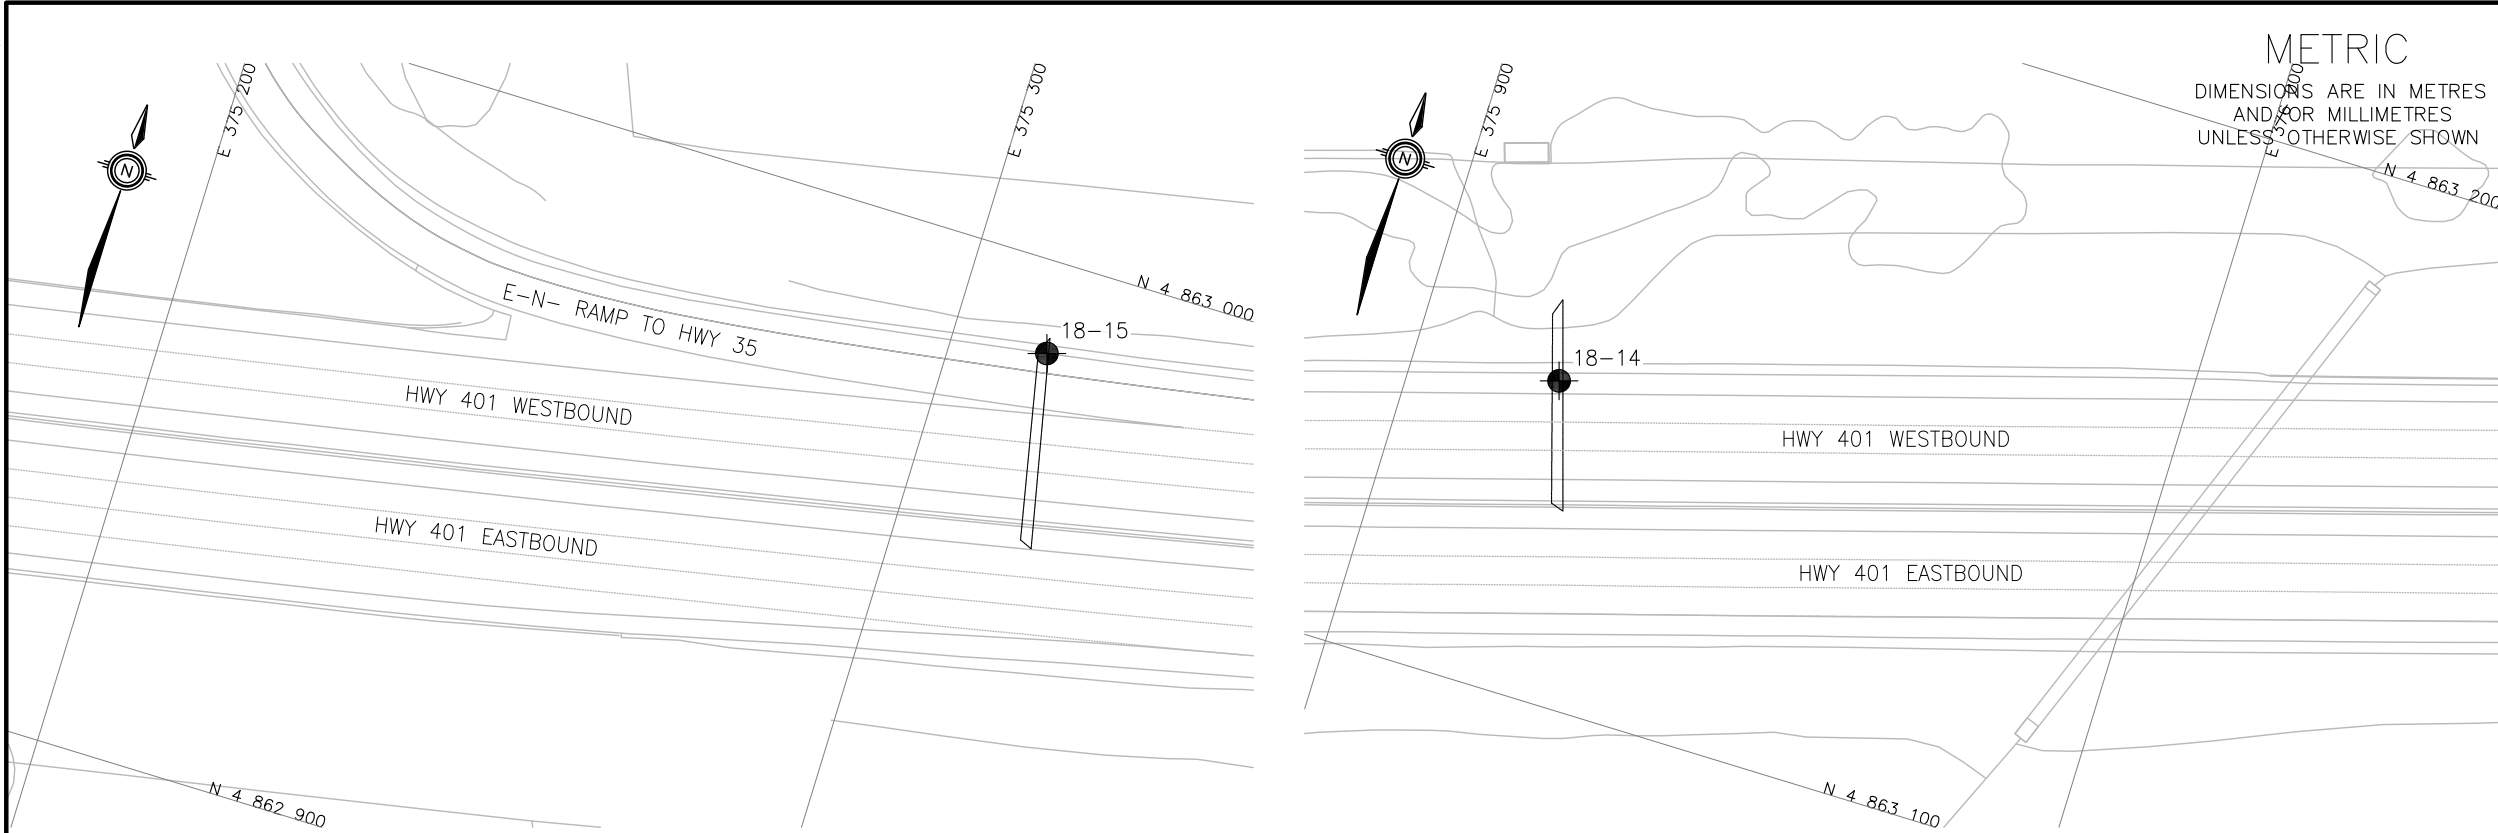 METRIC
DIMENSIONS ARE IN METRES
AND/OR MILLIMETRES
UNLESS OTHERWISE SHOWN
E 375 200
E 375 300
N
N 4 863 000
E-N- RAMP TO HWY 35
18-15
HWY 401 WESTBOUND
HWY 401 EASTBOUND
N 4 862 900
E 375 900
E 376 000
N
N 4 863 200
18-14
HWY 401 WESTBOUND
HWY 401 EASTBOUND
N 4 863 100